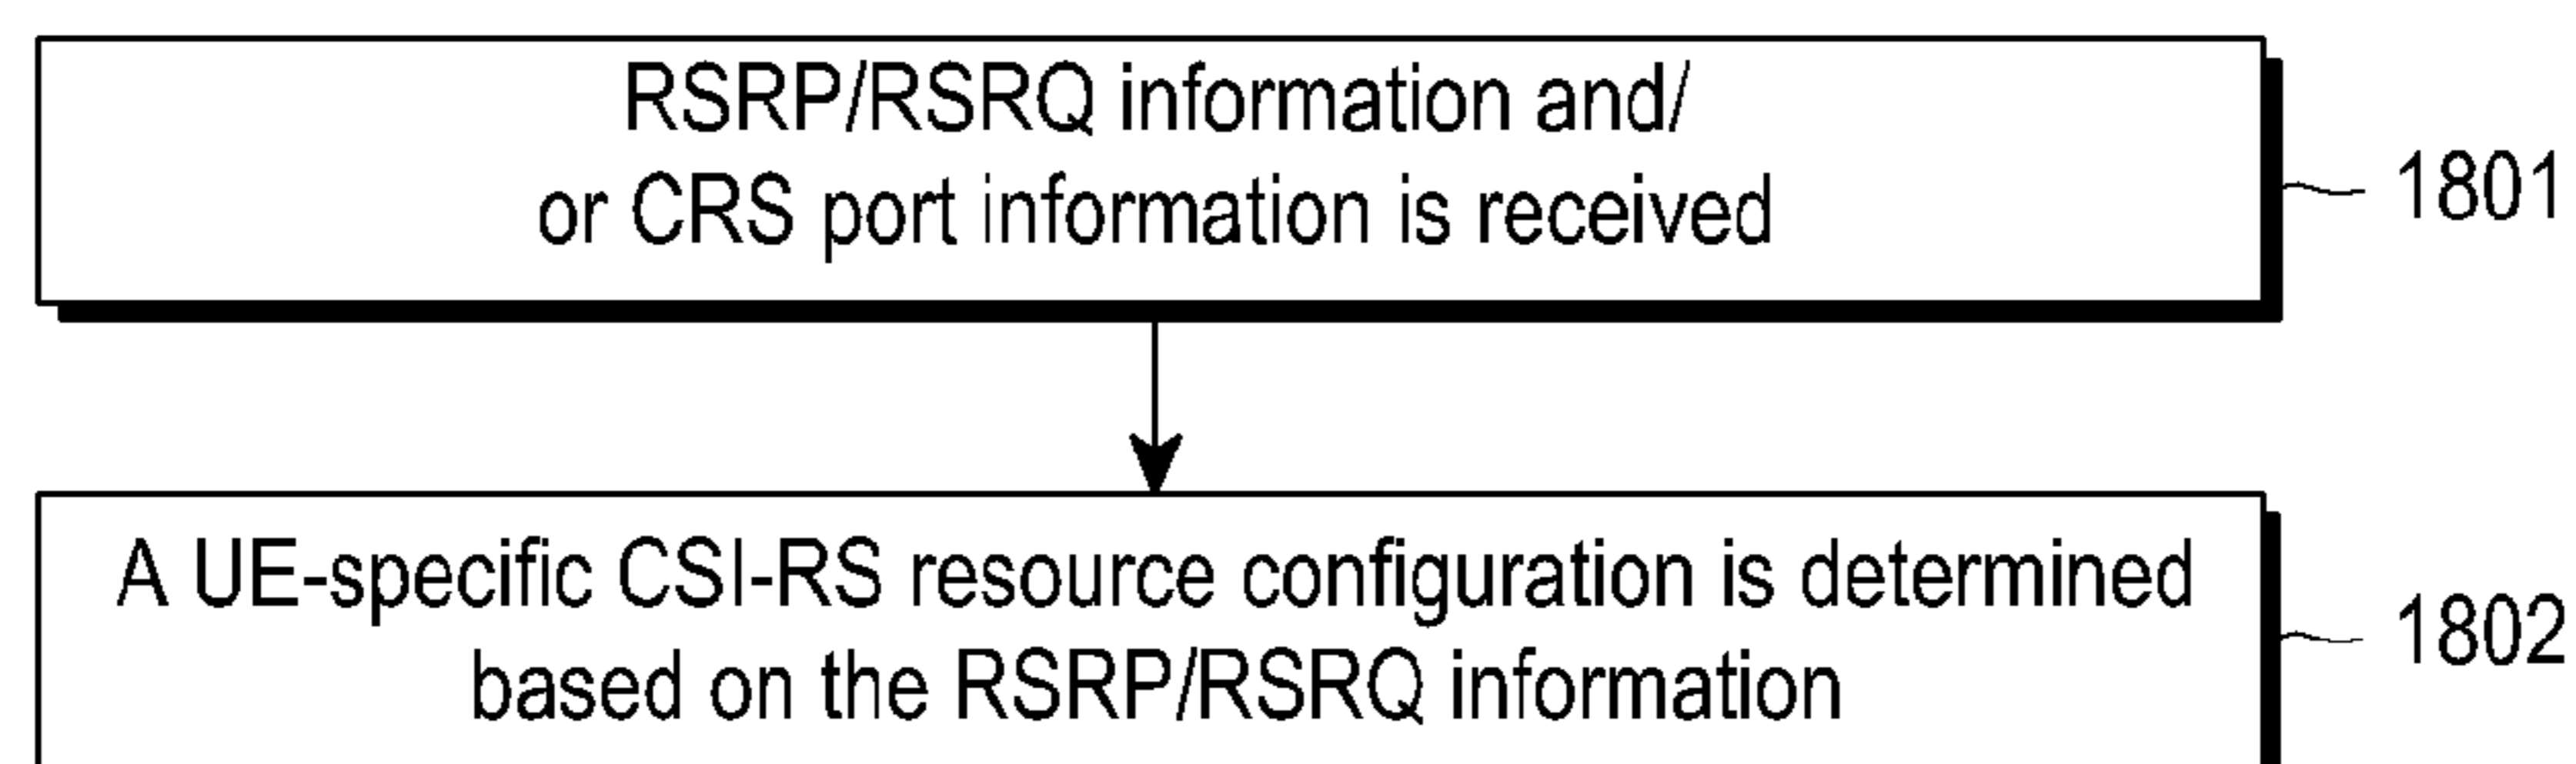 RSRP/RSRQ information and/
or CRS port information is received
1801
A UE-specific CSI-RS resource configuration is determined
based on the RSRP/RSRQ information
1802